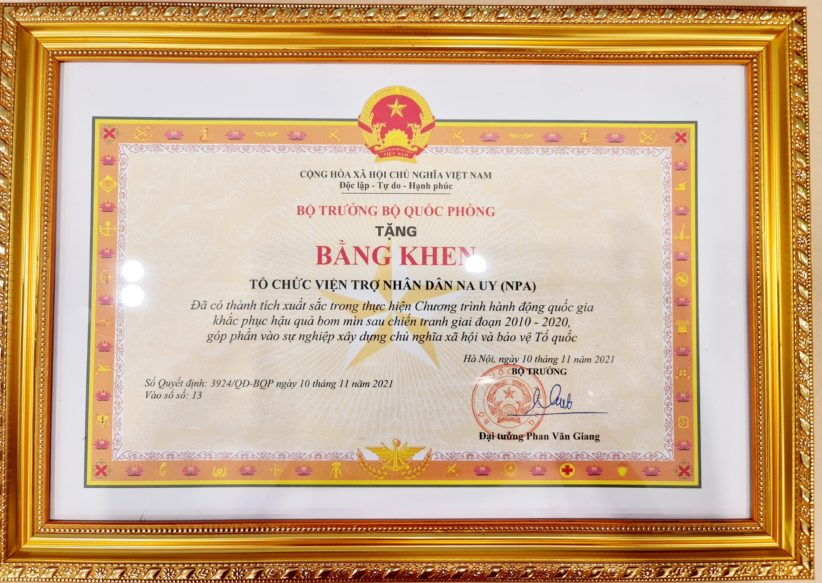 VIỆT NAM
CỘNG HÒA XÃ HỘI CHỦ NGHĨA VIỆT NAM
Độc lập - Tự do - Hạnh phúc
BỘ TRƯỞNG BỘ QUỐC PHÒNG
TẶNG
BẰNG KHEN
TỔ CHỨC VIỆN TRỢ NHÂN DÂN NA UY (NPA)
Đã có thành tích xuất sắc trong thực hiện Chương trình hành động quốc gia
khắc phục hậu quả bom mìn sau chiến tranh giai đoạn 2010 - 2020,
góp phần vào sự nghiệp xây dựng chủ nghĩa xã hội và bảo vệ Tổ quốc
Hà Nội, ngày 10 tháng 11 năm 2021
BỘ TRƯỞNG
Số Quyết định: 3924/QĐ-BQP ngày 10 tháng 11 năm 2021
Vào sổ số: 13
Đại tướng Phan Văn Giang